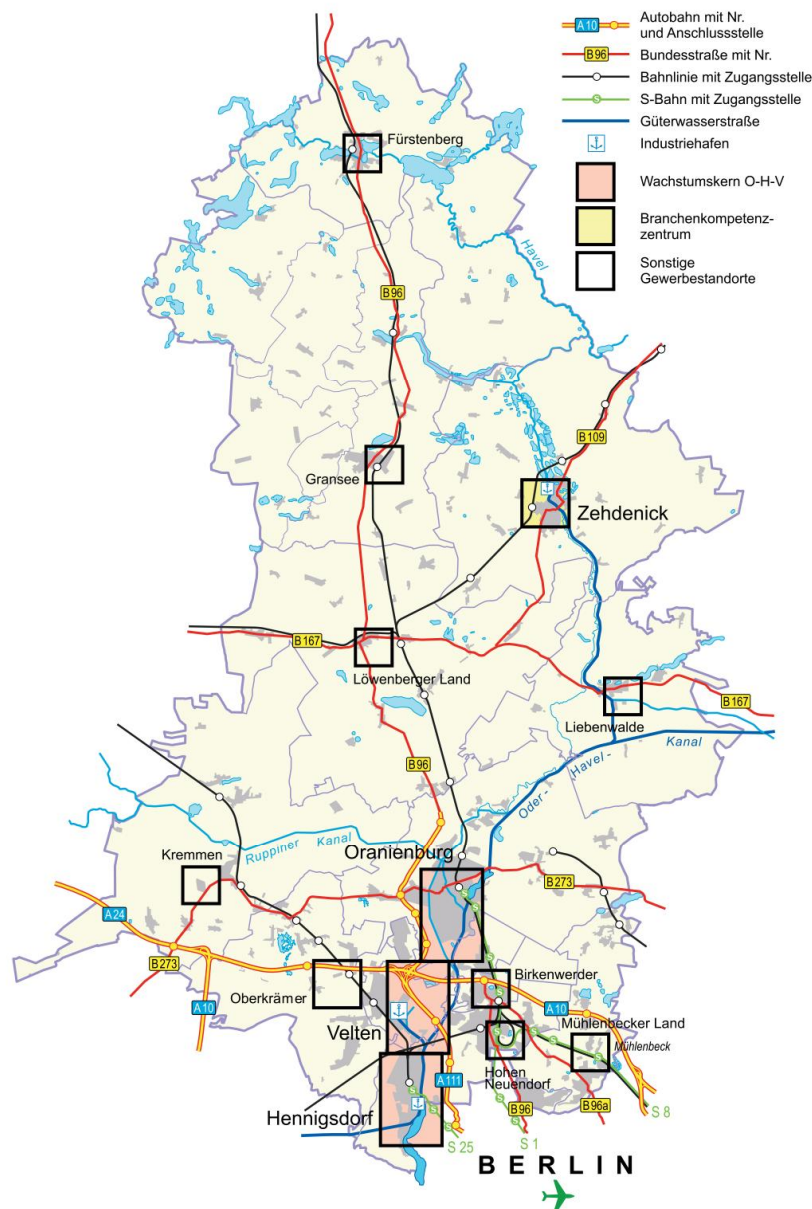 A10
Autobahn mit Nr.
und Anschlussstelle
B96
Bundesstraße mit Nr.
Bahnlinie mit Zugangsstelle
S
S-Bahn mit Zugangsstelle
Güterwasserstraße
Industriehafen
Wachstumskern O-H-V
Branchenkompetenz-
zentrum
Sonstige
Gewerbestandorte
Fürstenberg
Havel
B96
B109
Gransee
Zehdenick
B167
Löwenberger Land
B167
Liebenwalde
B96
Oder - Havel - Kanal
Ruppiner Kanal
Oranienburg
Kremmen
B273
A24
B273
A10
Oberkrämer
Birkenwerder
A10
Velten
Mühlenbecker Land
Mühlenbeck
Hohen
Neuendorf
A111
Hennigsdorf
B96
B96a
S 8
S 25
S 1
BERLIN